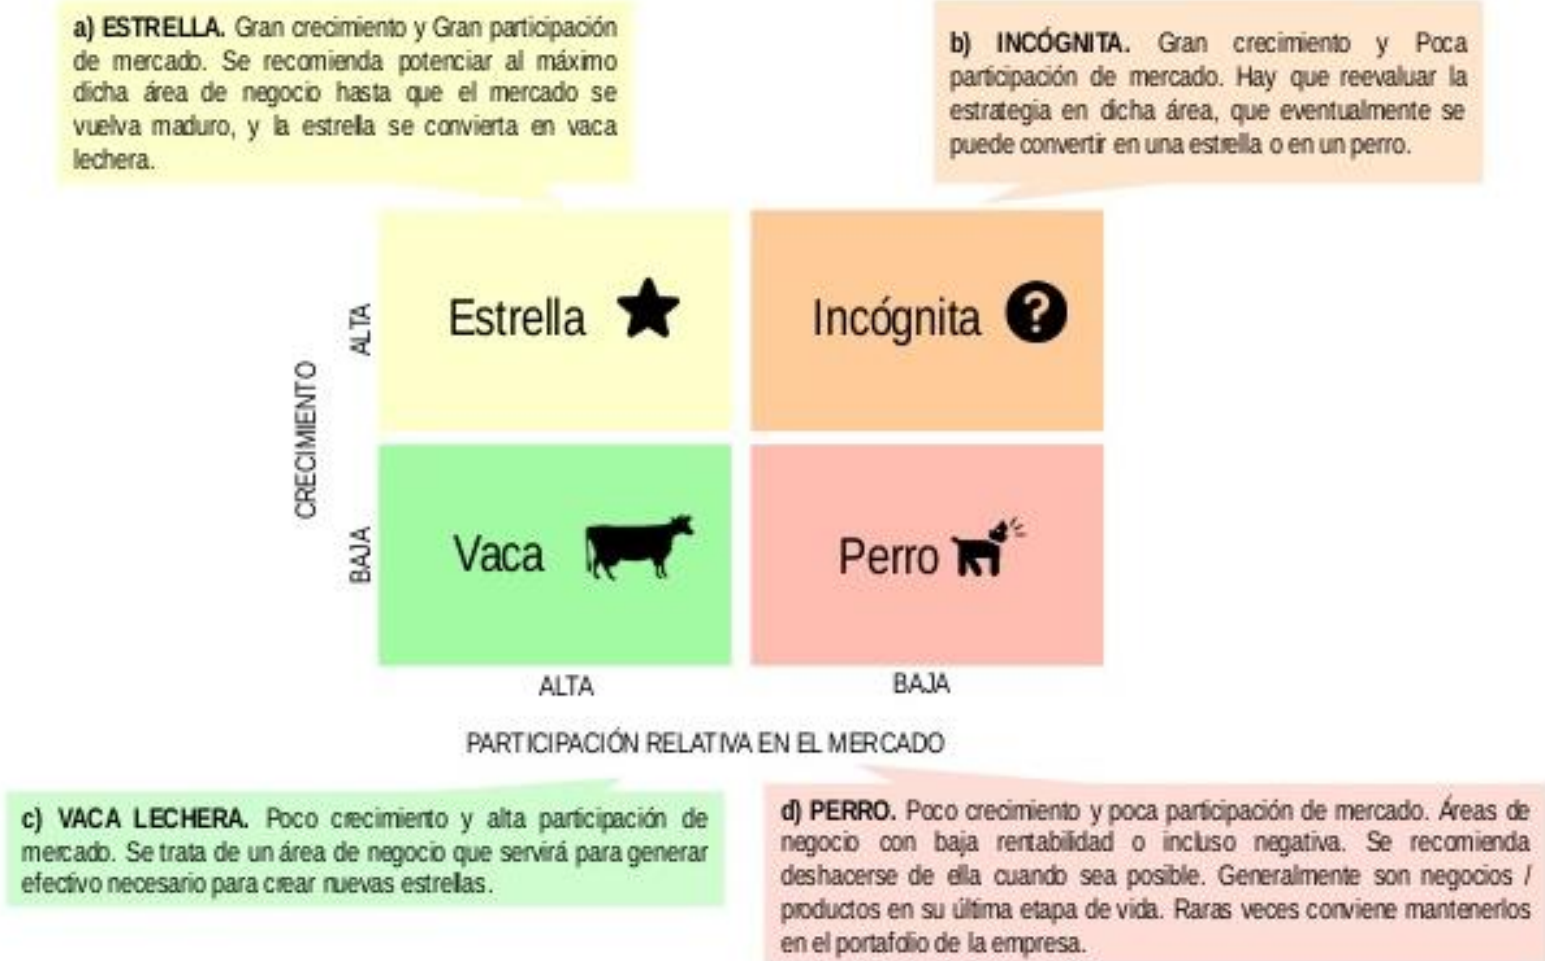 a) ESTRELLA. Gran crecimiento y Gran participación
de mercado. Se recomienda potenciar al máximo
dicha área de negocio hasta que el mercado se
vuelva maduro, y la estrella se convierta en vaca
lechera.
b) INCÓGNITA. Gran crecimiento y Poca
participación de mercado. Hay que reevaluar la
estrategia en dicha área, que eventualmente se
puede convertir en una estrella o en un perro.
CRECIMIENTO
ALTA
Estrella
Incógnita
?
BAJA
Vaca
Perro
ALTA
BAJA
PARTICIPACIÓN RELATIVA EN EL MERCADO
c) VACA LECHERA. Poco crecimiento y alta participación de
mercado. Se trata de un área de negocio que servirá para generar
efectivo necesario para crear nuevas estrellas.
d) PERRO. Poco crecimiento y poca participación de mercado. Áreas de
negocio con baja rentabilidad o incluso negativa. Se recomienda
deshacerse de ella cuando sea posible. Generalmente son negocios /
productos en su última etapa de vida. Raras veces conviene mantenerlos
en el portafolio de la empresa.